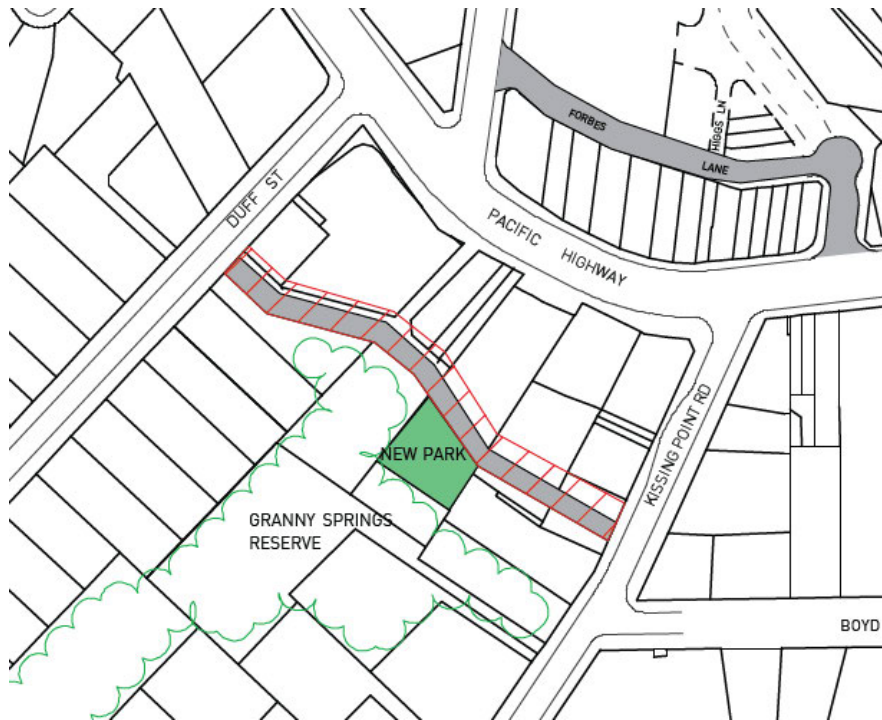 FORBES
HIGGS LN
LANE
DUFF ST
PACIFIC
HIGHWAY
KISSING POINT RD
NEW PARK
GRANNY SPRINGS
RESERVE
BOYD